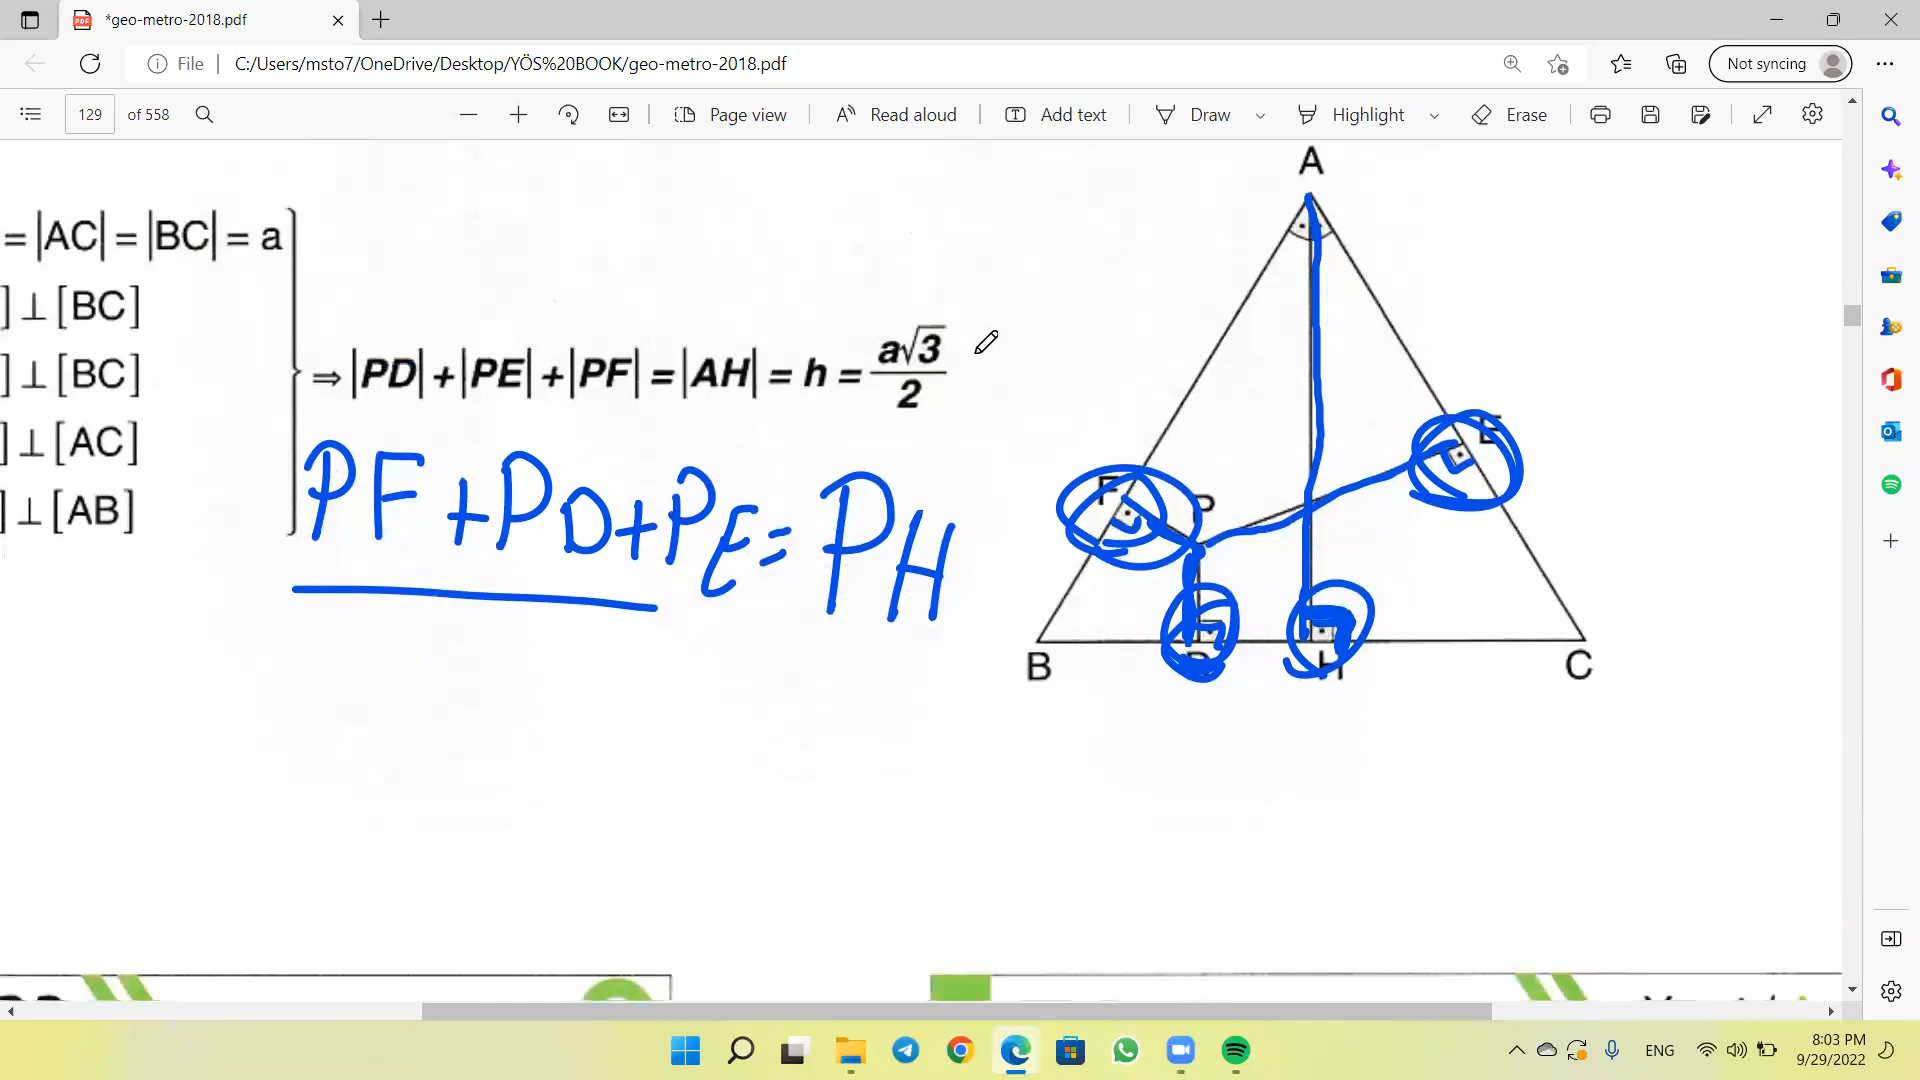 *geo-metro-2018.pdf
File
C:/Users/msto7/OneDrive/Desktop/YÖS%20BOOK/geo-metro-2018.pdf
Not syncing
129 of 558
Page view
Read aloud
Add text
Draw
Highlight
Erase
A
= |AC| = |BC| = a
] ⊥ [BC]
] ⊥ [BC]
⇒ |PD| + |PE| + |PF| = |AH| = h = a√3/2
] ⊥ [AC]
] ⊥ [AB]
PF + PD + PE = PH
E
F
P
B
D
H
C
ENG
8:03 PM
9/29/2022